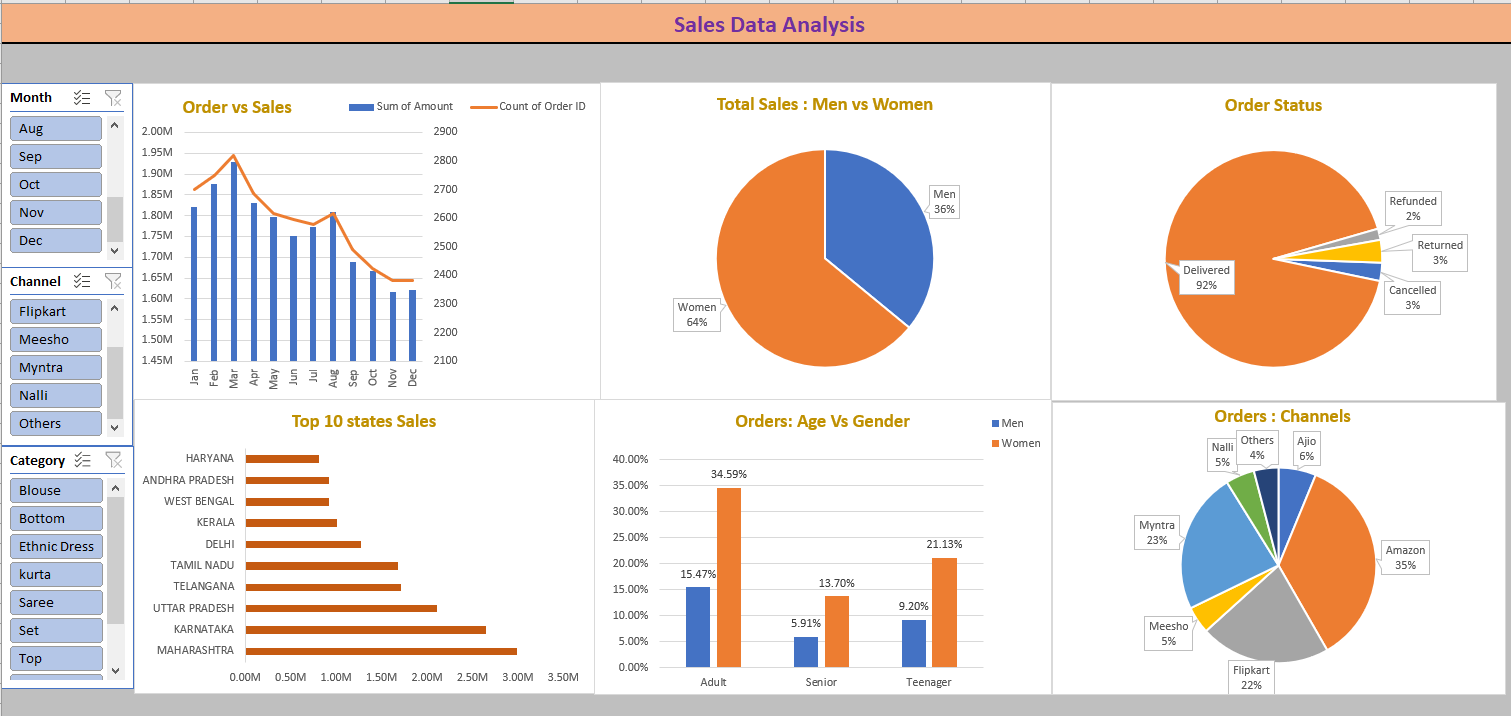 Sales Data Analysis
Month
Aug
Sep
Oct
Nov
Dec
Channel
Flipkart
Meesho
Myntra
Nalli
Others
Category
Blouse
Bottom
Ethnic Dress
kurta
Saree
Set
Top
Order vs Sales
Sum of Amount
Count of Order ID
2.00M
1.95M
1.90M
1.85M
1.80M
1.75M
1.70M
1.65M
1.60M
1.55M
1.50M
1.45M
2900
2800
2700
2600
2500
2400
2300
2200
2100
Jan
Feb
Mar
Apr
May
Jun
Jul
Aug
Sep
Oct
Nov
Dec
Total Sales : Men vs Women
Men
36%
Women
64%
Order Status
Refunded
2%
Returned
3%
Cancelled
3%
Delivered
92%
Top 10 states Sales
HARYANA
ANDHRA PRADESH
WEST BENGAL
KERALA
DELHI
TAMIL NADU
TELANGANA
UTTAR PRADESH
KARNATAKA
MAHARASHTRA
0.00M 0.50M 1.00M 1.50M 2.00M 2.50M 3.00M 3.50M
Orders: Age Vs Gender
Men
Women
40.00%
35.00%
30.00%
25.00%
20.00%
15.00%
10.00%
5.00%
0.00%
34.59%
15.47%
13.70%
5.91%
21.13%
9.20%
Adult
Senior
Teenager
Orders : Channels
Nalli
5%
Others
4%
Ajio
6%
Myntra
23%
Amazon
35%
Meesho
5%
Flipkart
22%